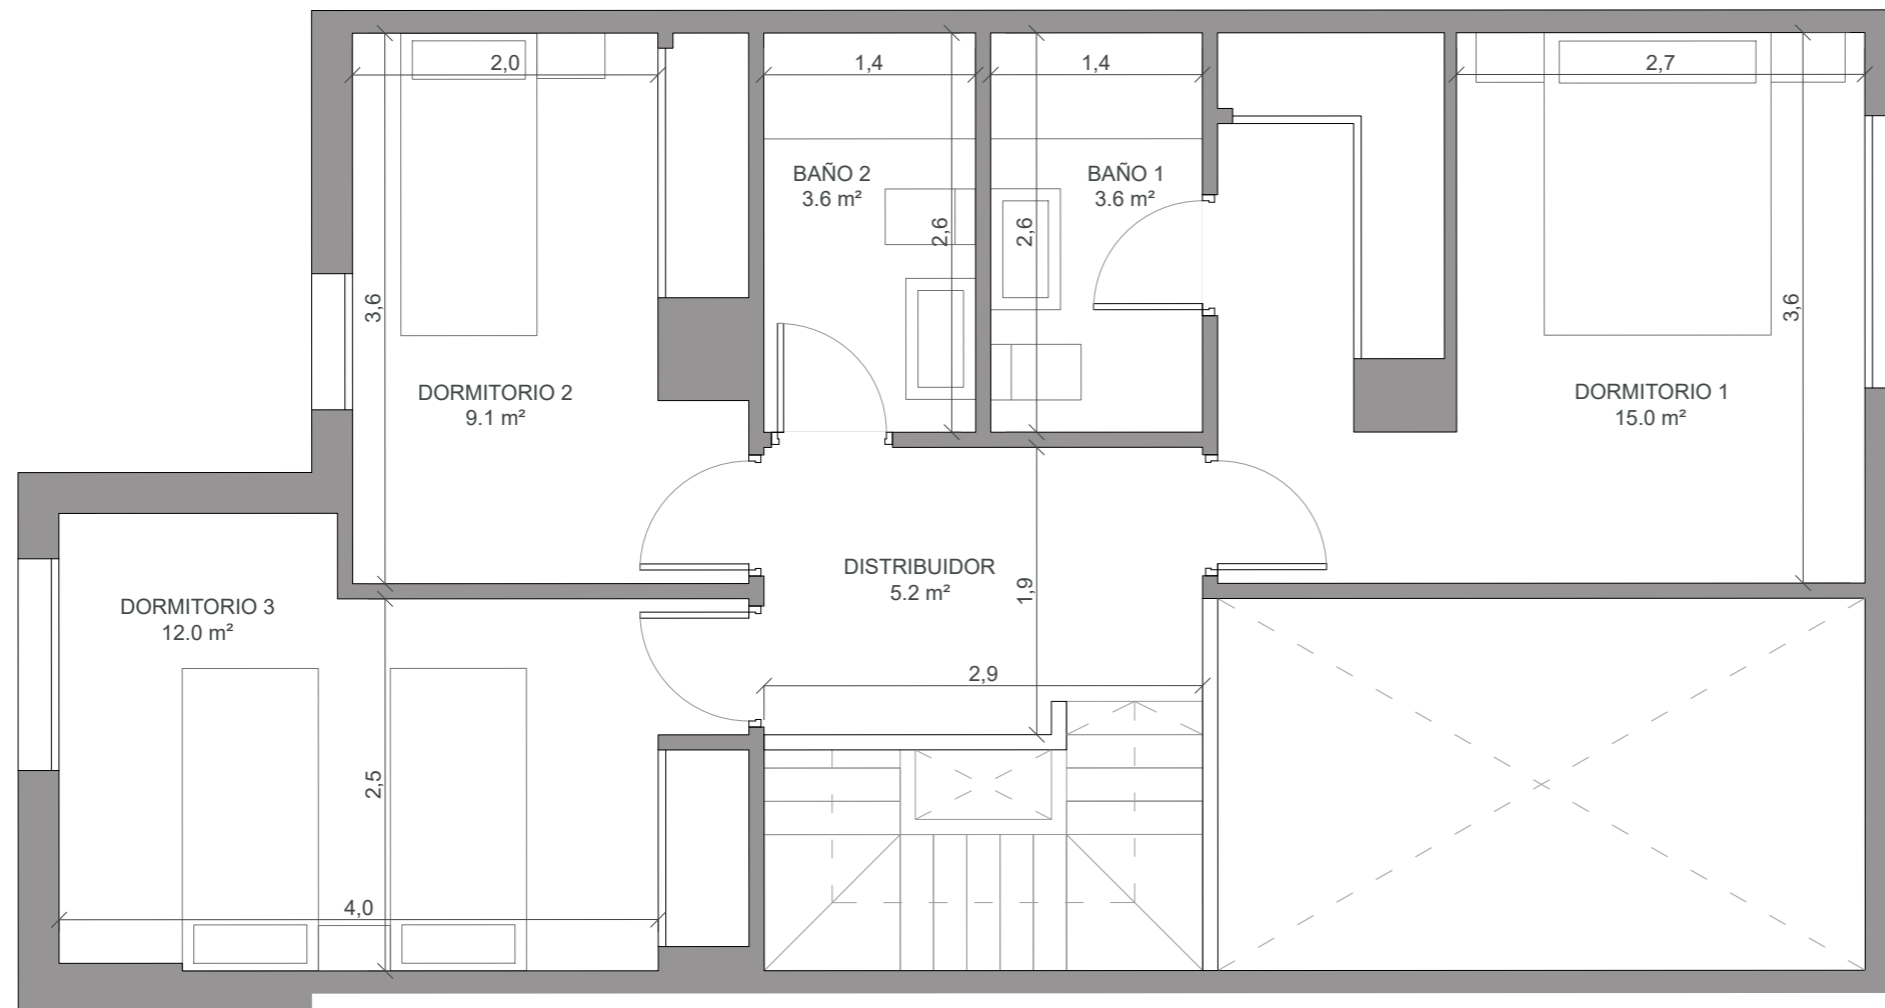 2,0
1,4
1,4
2,7
BAÑO 2
3.6 m²
BAÑO 1
3.6 m²
2,6
2,6
3,6
3,6
DORMITORIO 2
9.1 m²
DORMITORIO 1
15.0 m²
DISTRIBUIDOR
5.2 m²
1,9
DORMITORIO 3
12.0 m²
2,9
2,5
4,0